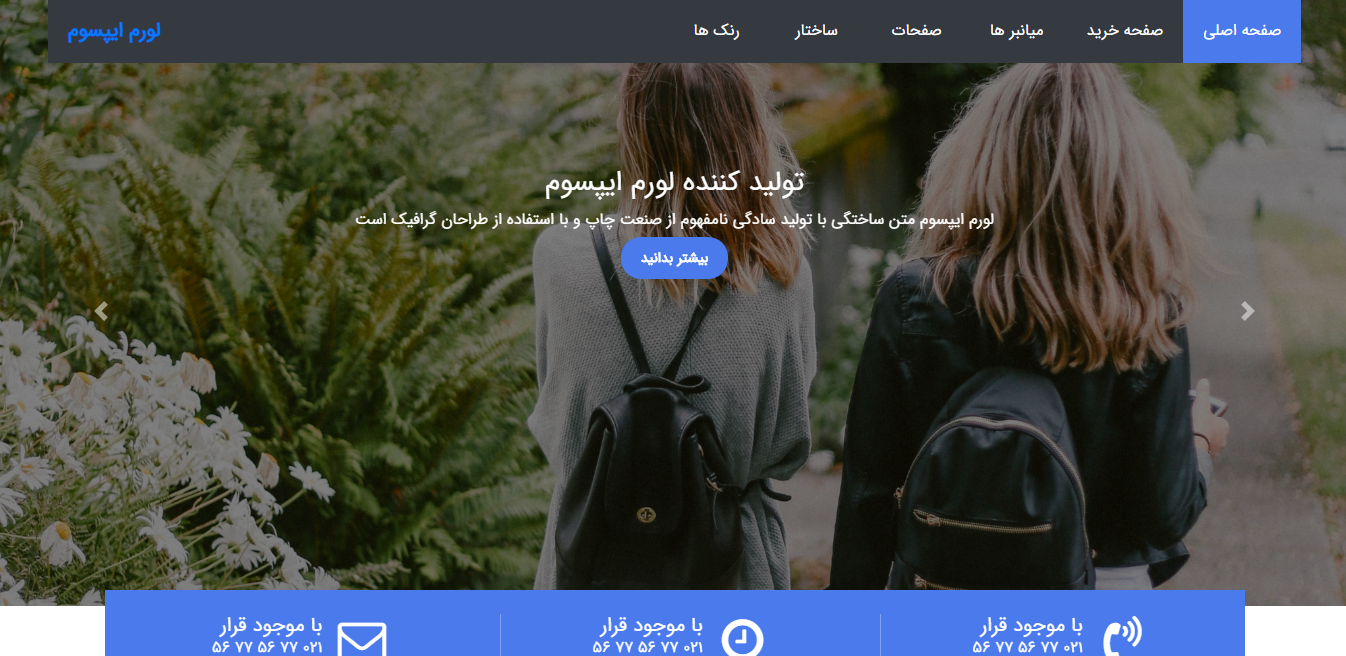 صفحه اصلی
صفحه خرید
میانبر ها
صفحات
ساختار
رنک ها
لورم ایپسوم
تولید کننده لورم ایپسوم
لورم ایپسوم متن ساختگی با تولید سادگی نامفهوم از صنعت چاپ و با استفاده از طراحان گرافیک است
بیشتر بدانید
با موجود قرار
۰۲۱ ۷۷ ۵۶ ۷۷ ۵۶
با موجود قرار
۰۲۱ ۷۷ ۵۶ ۷۷ ۵۶
با موجود قرار
۰۲۱ ۷۷ ۵۶ ۷۷ ۵۶